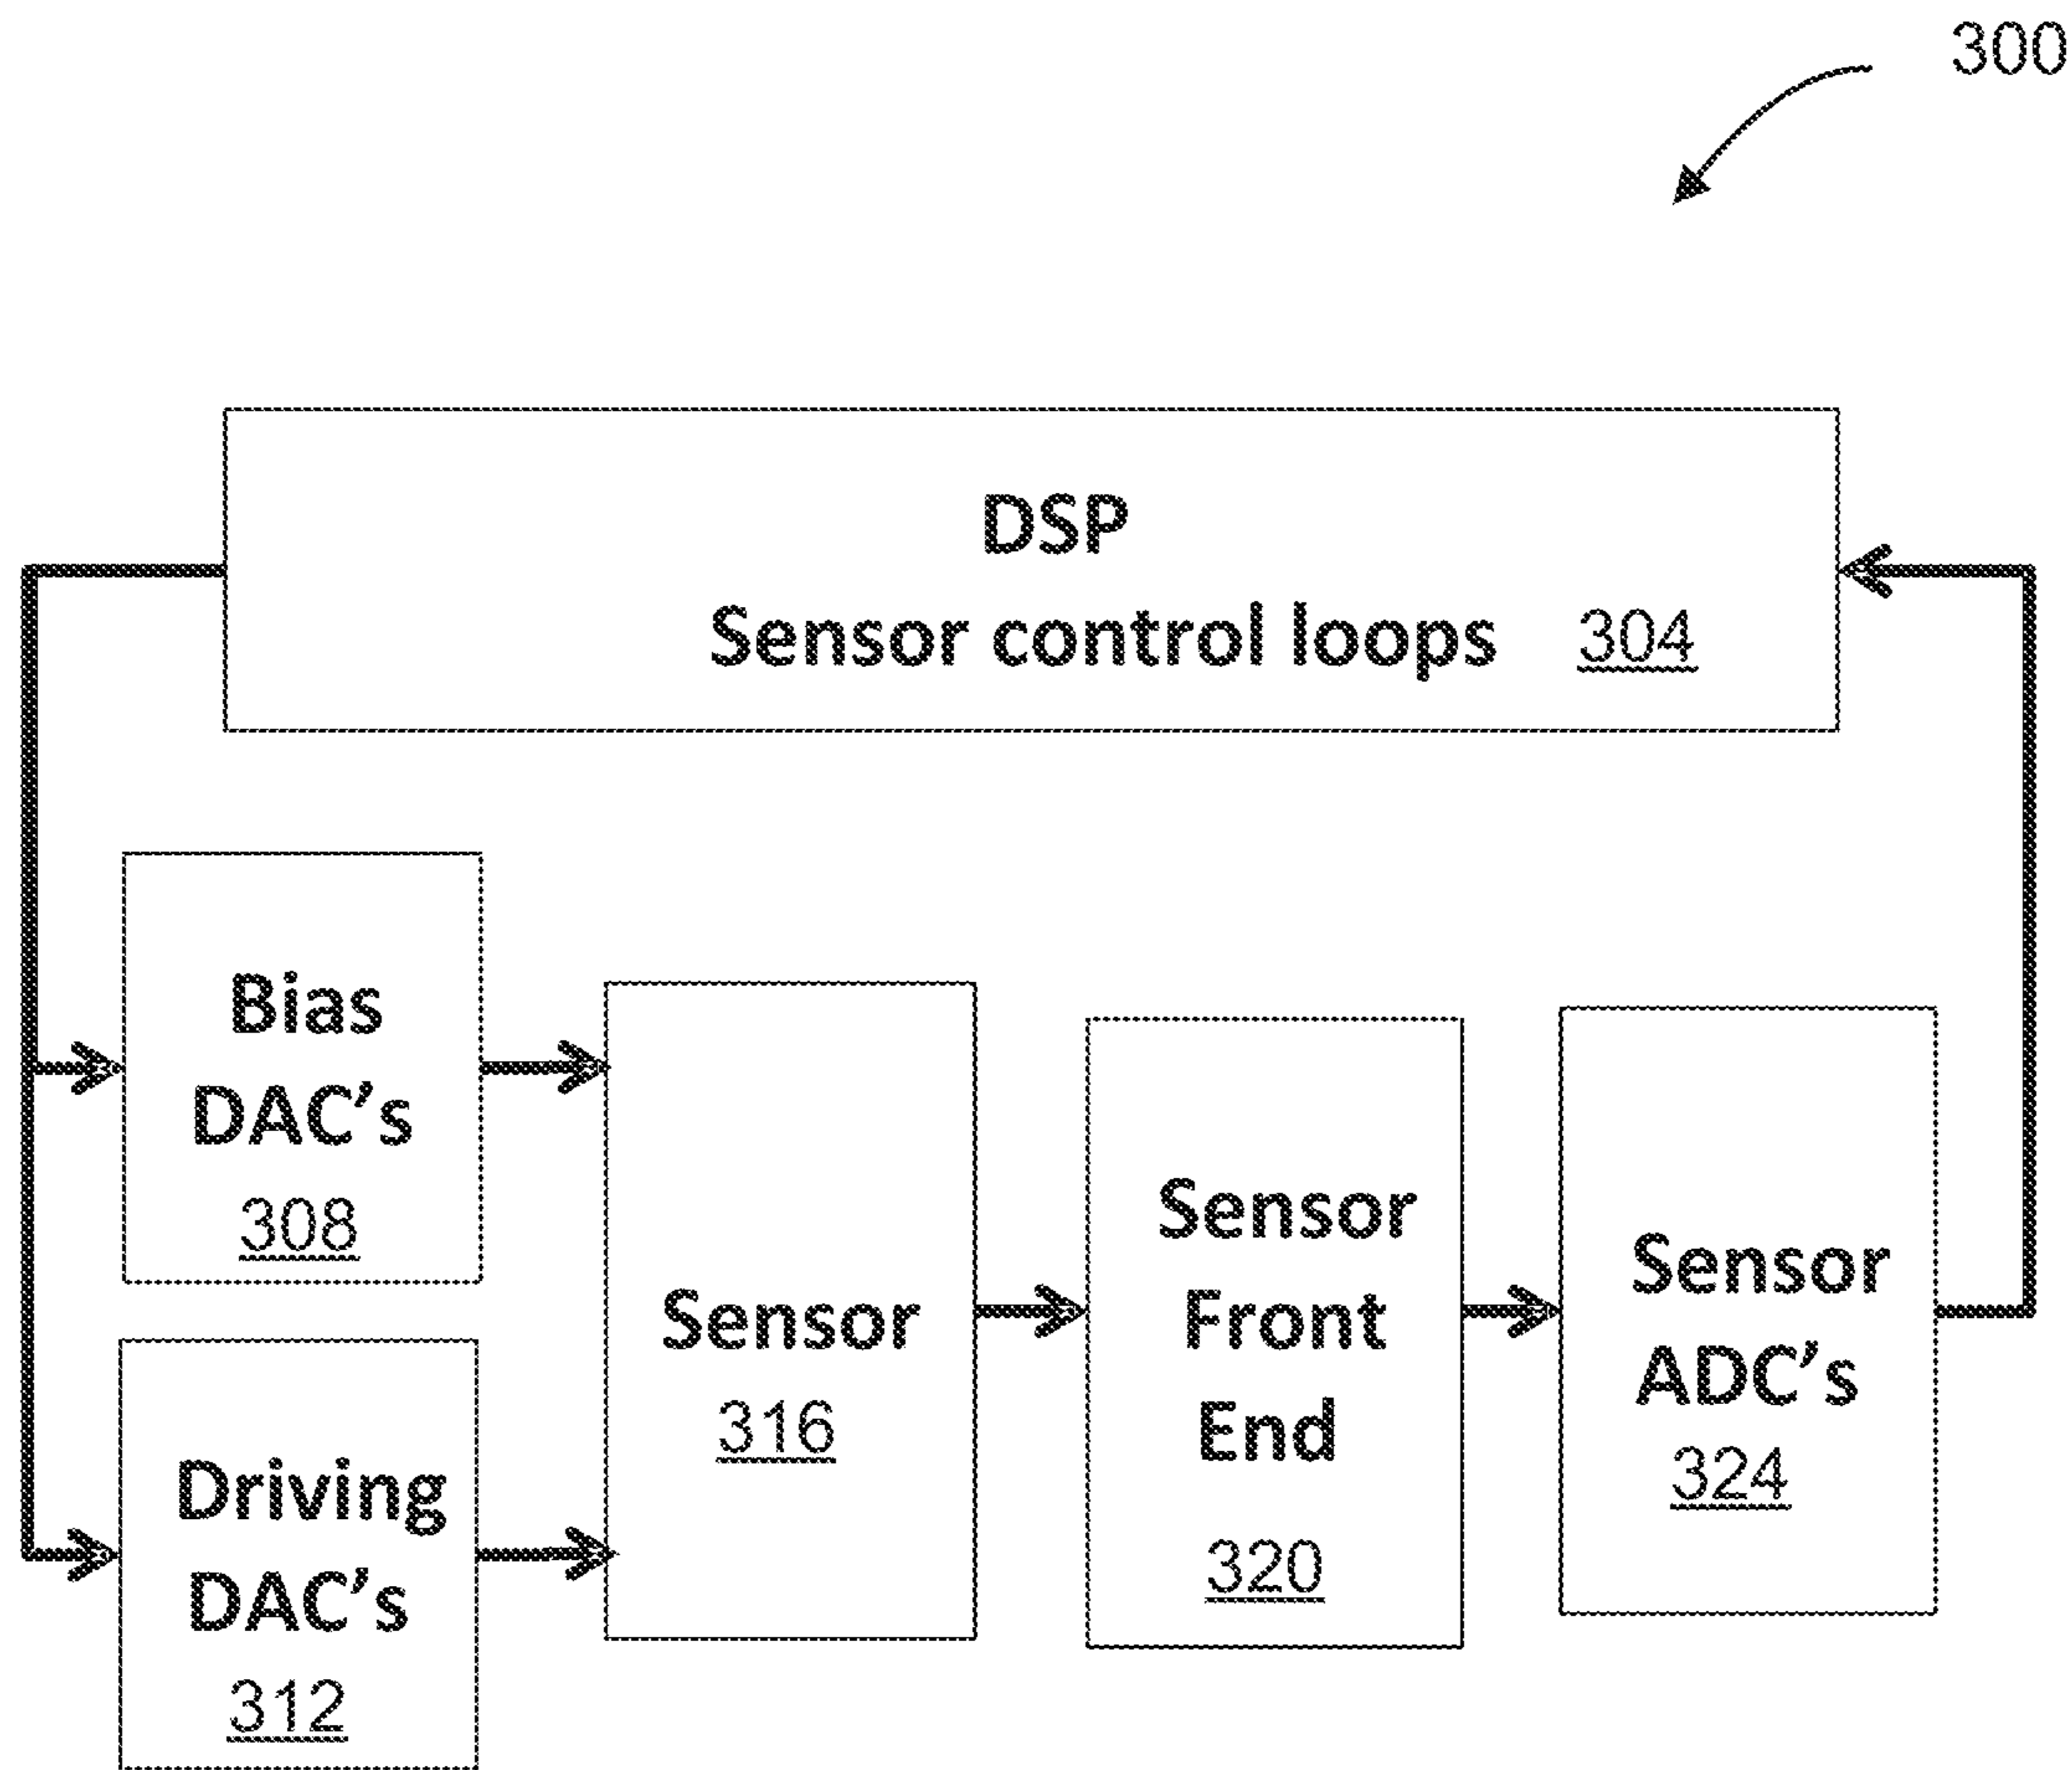 300
DSP
Sensor control loops 304
Bias
DAC's
308
Driving
DAC's
312
Sensor
316
Sensor
Front
End
320
Sensor
ADC's
324